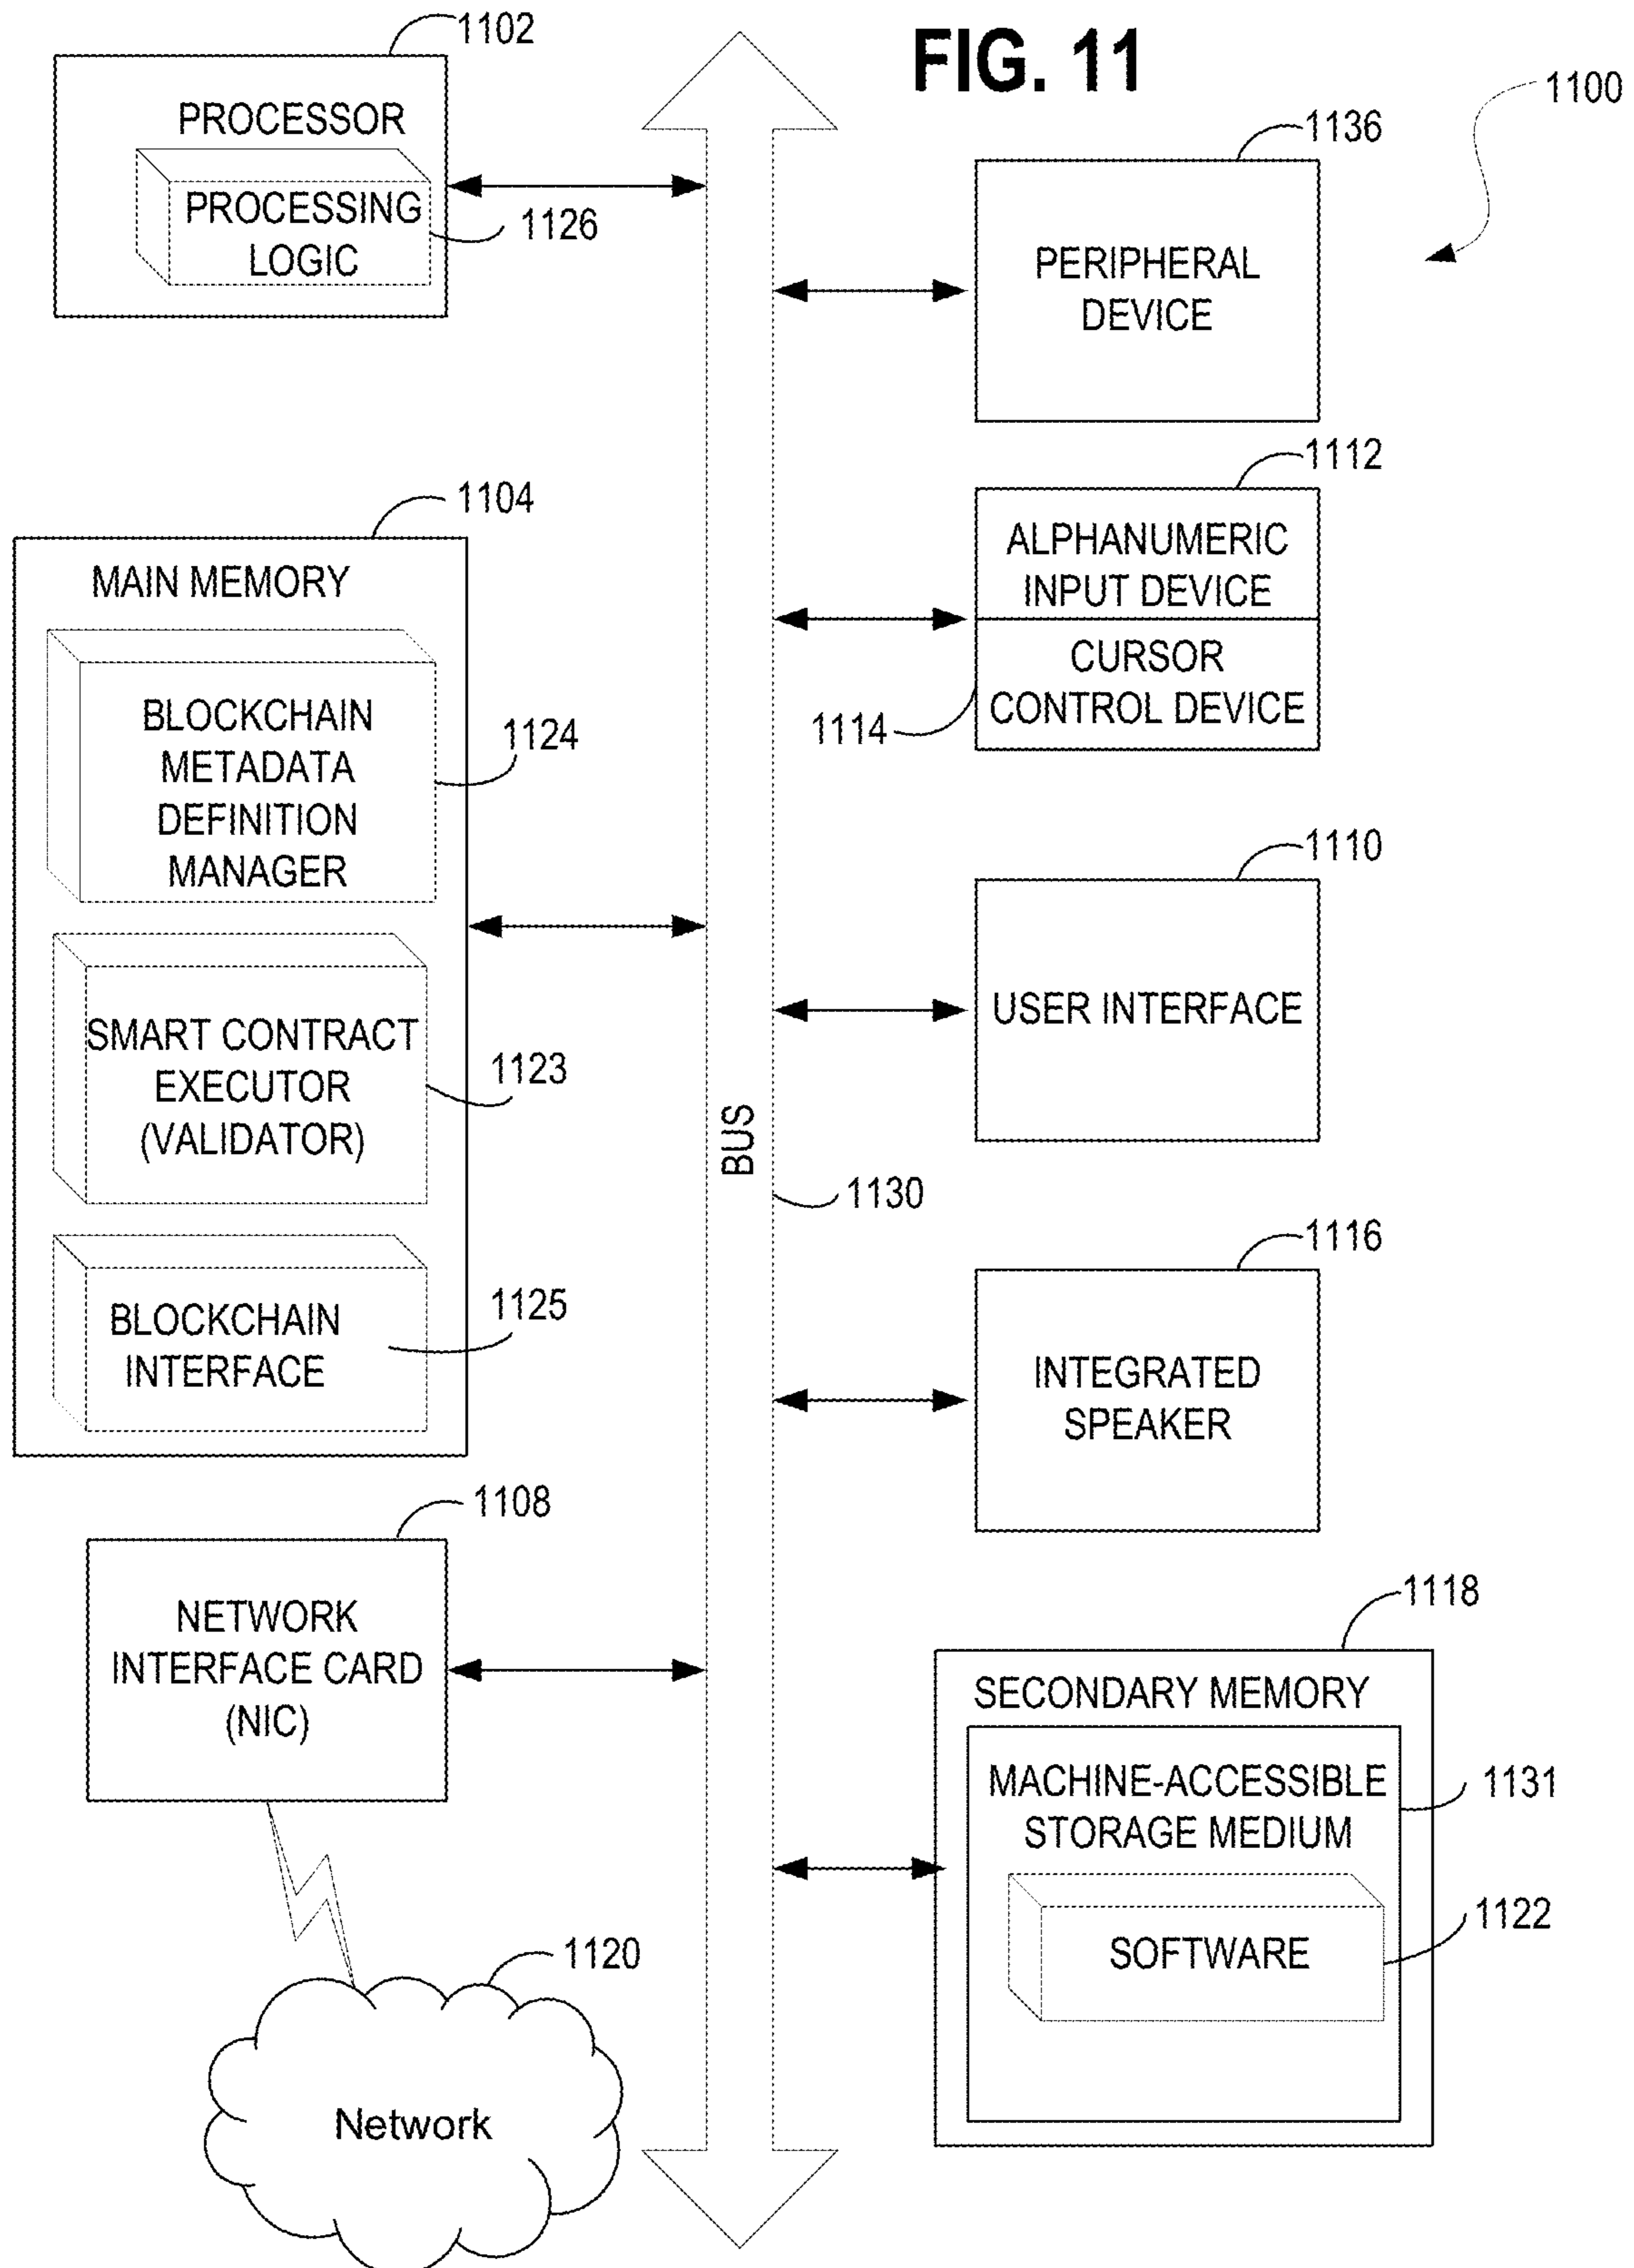 FIG. 11
1100
1102
PROCESSOR
PROCESSING
LOGIC
1126
1104
MAIN MEMORY
BLOCKCHAIN
METADATA
DEFINITION
MANAGER
1124
SMART CONTRACT
EXECUTOR
(VALIDATOR)
1123
BLOCKCHAIN
INTERFACE
1125
1108
NETWORK
INTERFACE CARD
(NIC)
1120
Network
BUS
1130
1136
PERIPHERAL
DEVICE
1112
ALPHANUMERIC
INPUT DEVICE
CURSOR
CONTROL DEVICE
1114
1110
USER INTERFACE
1116
INTEGRATED
SPEAKER
1118
SECONDARY MEMORY
MACHINE-ACCESSIBLE
STORAGE MEDIUM
1131
SOFTWARE
1122